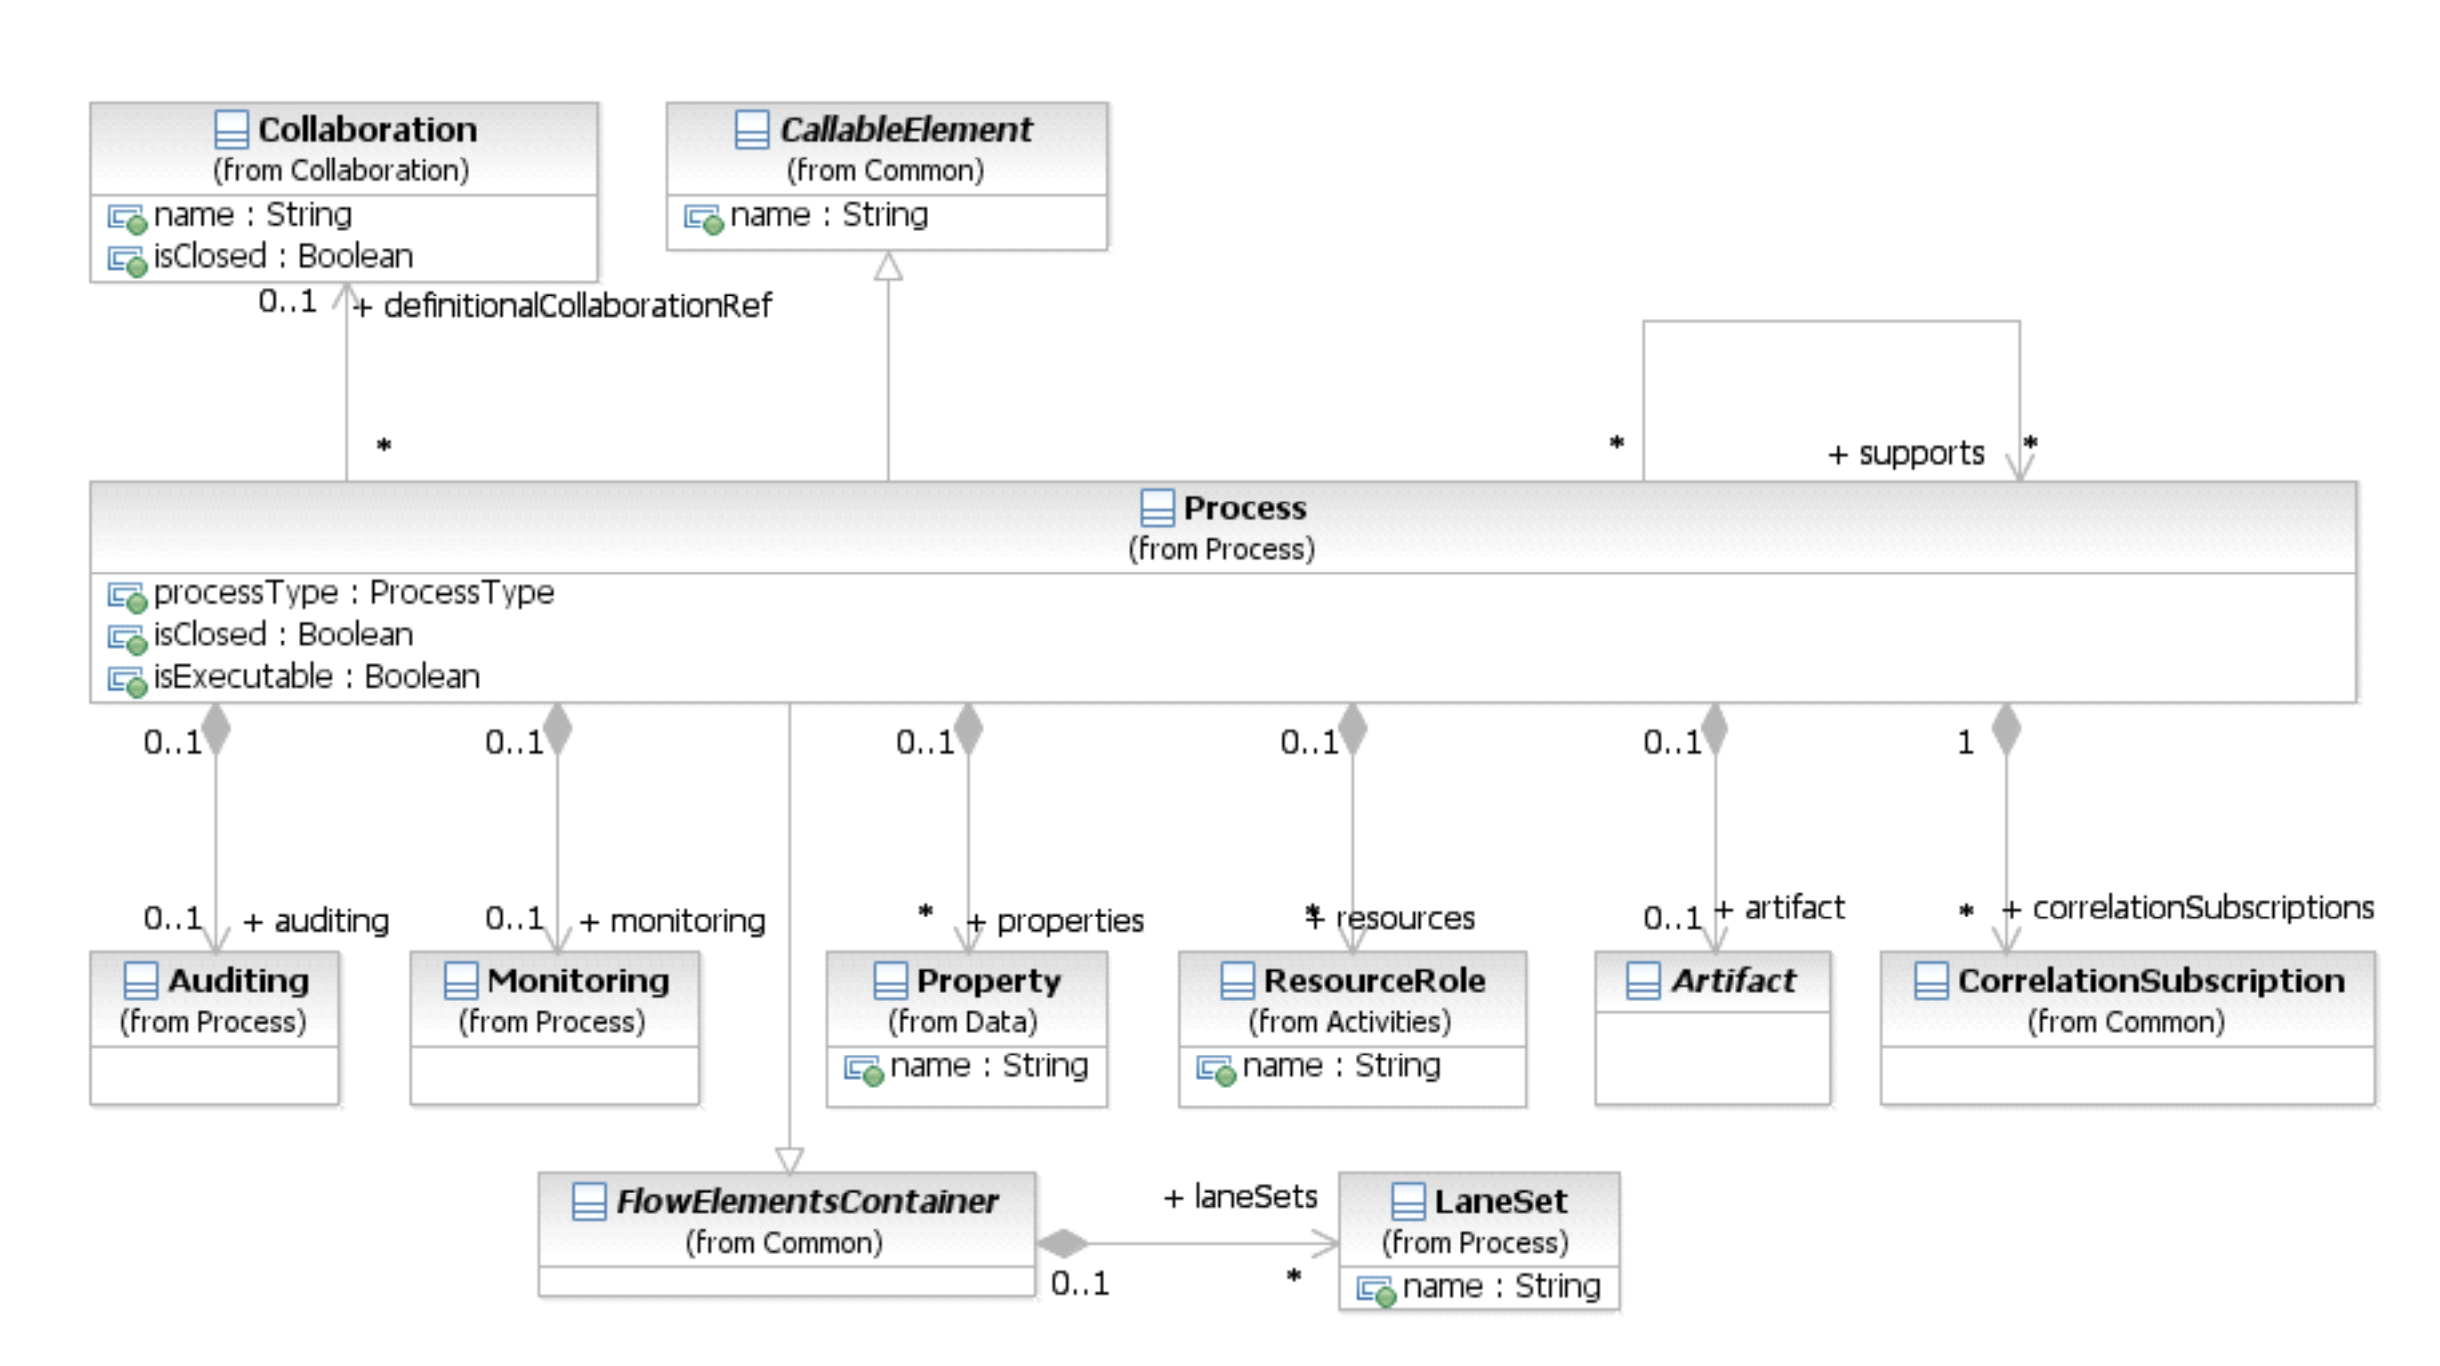 Collaboration
(from Collaboration)
name : String
isClosed : Boolean
CallableElement
(from Common)
name : String
0..1
+ definitionalCollaborationRef
*
*
+ supports
*
Process
(from Process)
processType : ProcessType
isClosed : Boolean
isExecutable : Boolean
0..1
0..1
0..1
0..1
0..1
1
0..1
+ auditing
0..1
+ monitoring
*
+ properties
*
+ resources
0..1
+ artifact
*
+ correlationSubscriptions
Auditing
(from Process)
Monitoring
(from Process)
Property
(from Data)
name : String
ResourceRole
(from Activities)
name : String
Artifact
CorrelationSubscription
(from Common)
FlowElementsContainer
(from Common)
0..1
+ laneSets
*
LaneSet
(from Process)
name : String